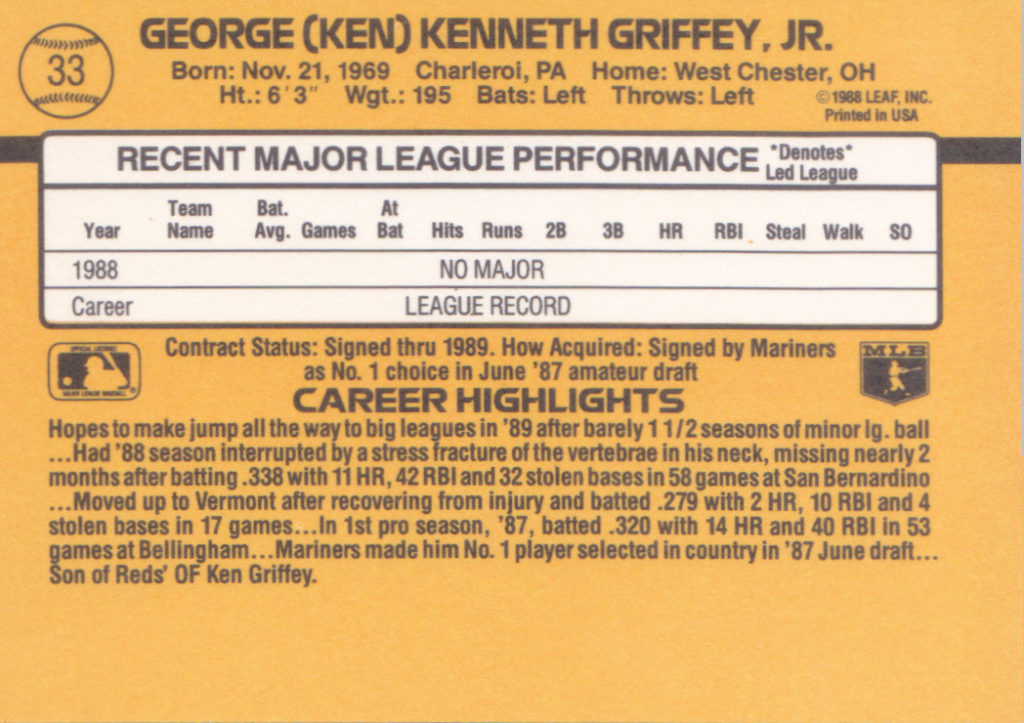 33
GEORGE (KEN) KENNETH GRIFFEY, JR.
Born: Nov. 21, 1969 Charleroi, PA Home: West Chester, OH
Ht.: 6´3˝ Wgt.: 195 Bats: Left Throws: Left
©1988 LEAF, INC.
Printed in USA
RECENT MAJOR LEAGUE PERFORMANCE *Denotes* Led League
Year Team Name Bat. Avg. Games At Bat Hits Runs 2B 3B HR RBI Steal Walk SO
1988 NO MAJOR
Career LEAGUE RECORD
Contract Status: Signed thru 1989. How Acquired: Signed by Mariners
as No. 1 choice in June '87 amateur draft
MLB
CAREER HIGHLIGHTS
Hopes to make jump all the way to big leagues in '89 after barely 1 1/2 seasons of minor lg. ball
...Had '88 season interrupted by a stress fracture of the vertebrae in his neck, missing nearly 2
months after batting .338 with 11 HR, 42 RBI and 32 stolen bases in 58 games at San Bernardino
...Moved up to Vermont after recovering from injury and batted .279 with 2 HR, 10 RBI and 4
stolen bases in 17 games...In 1st pro season, '87, batted .320 with 14 HR and 40 RBI in 53
games at Bellingham...Mariners made him No. 1 player selected in country in '87 June draft...
Son of Reds' OF Ken Griffey.